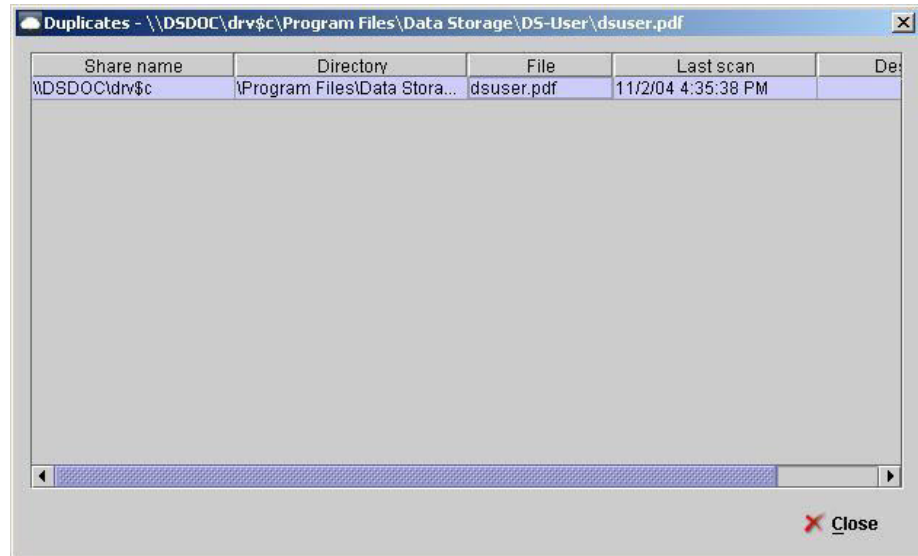 Duplicates - \\DSDOC\drv$c\Program Files\Data Storage\DS-User\dsuser.pdf
Share name Directory File Last scan Des
\\DSDOC\drv$c \Program Files\Data Stora... dsuser.pdf 11/2/04 4:35:38 PM
Close